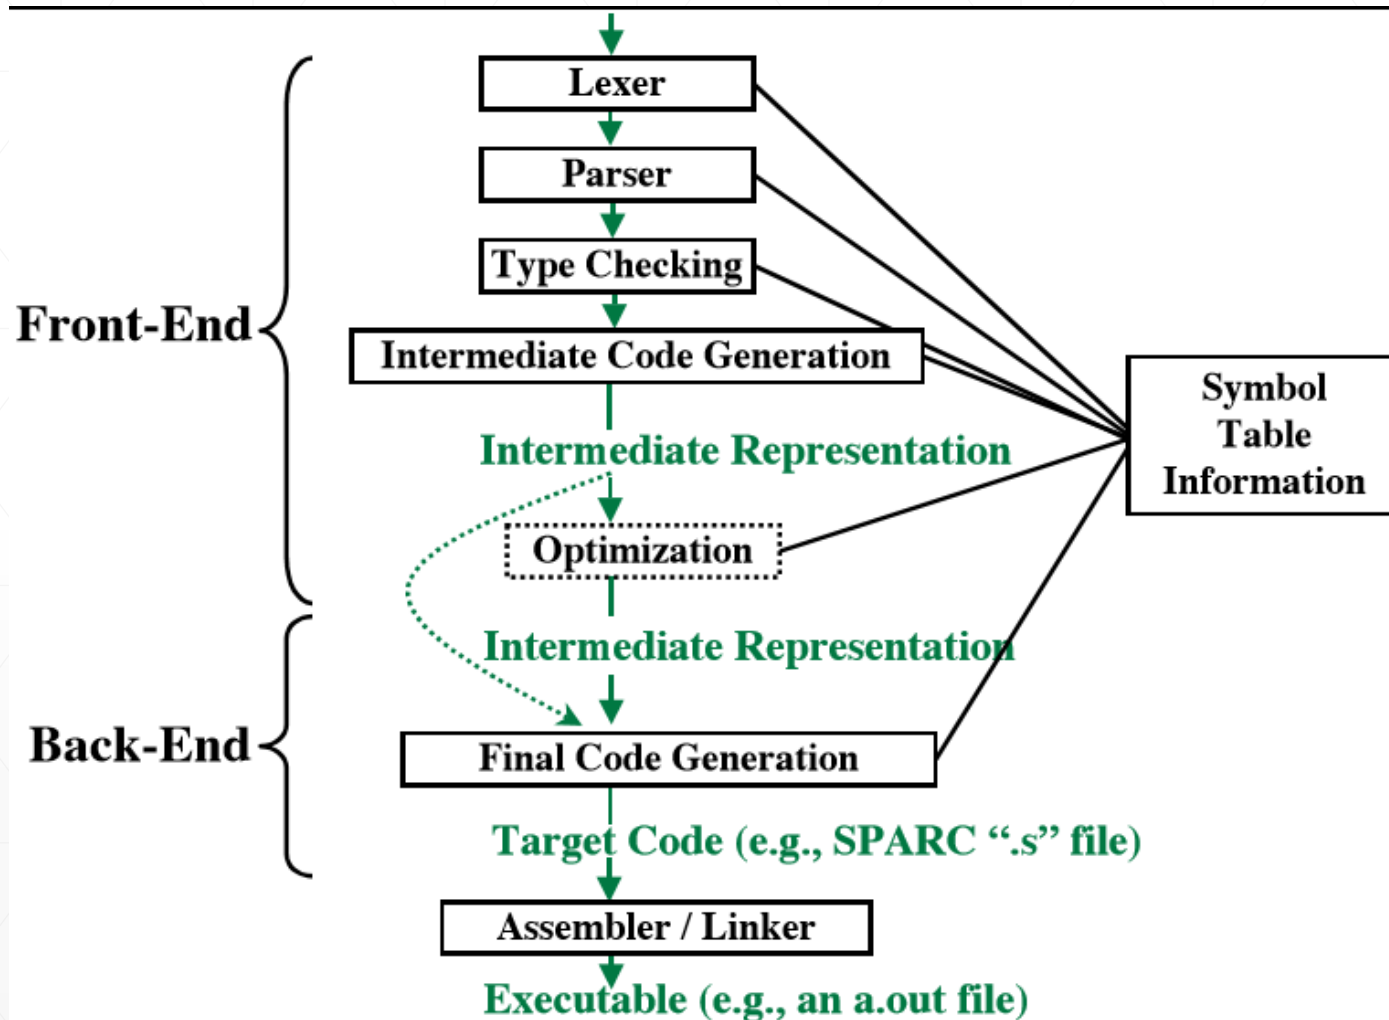 Lexer
Parser
Type Checking
Front-End
Intermediate Code Generation
Symbol
Table
Information
Intermediate Representation
Optimization
Intermediate Representation
Back-End
Final Code Generation
Target Code (e.g., SPARC “.s” file)
Assembler / Linker
Executable (e.g., an a.out file)